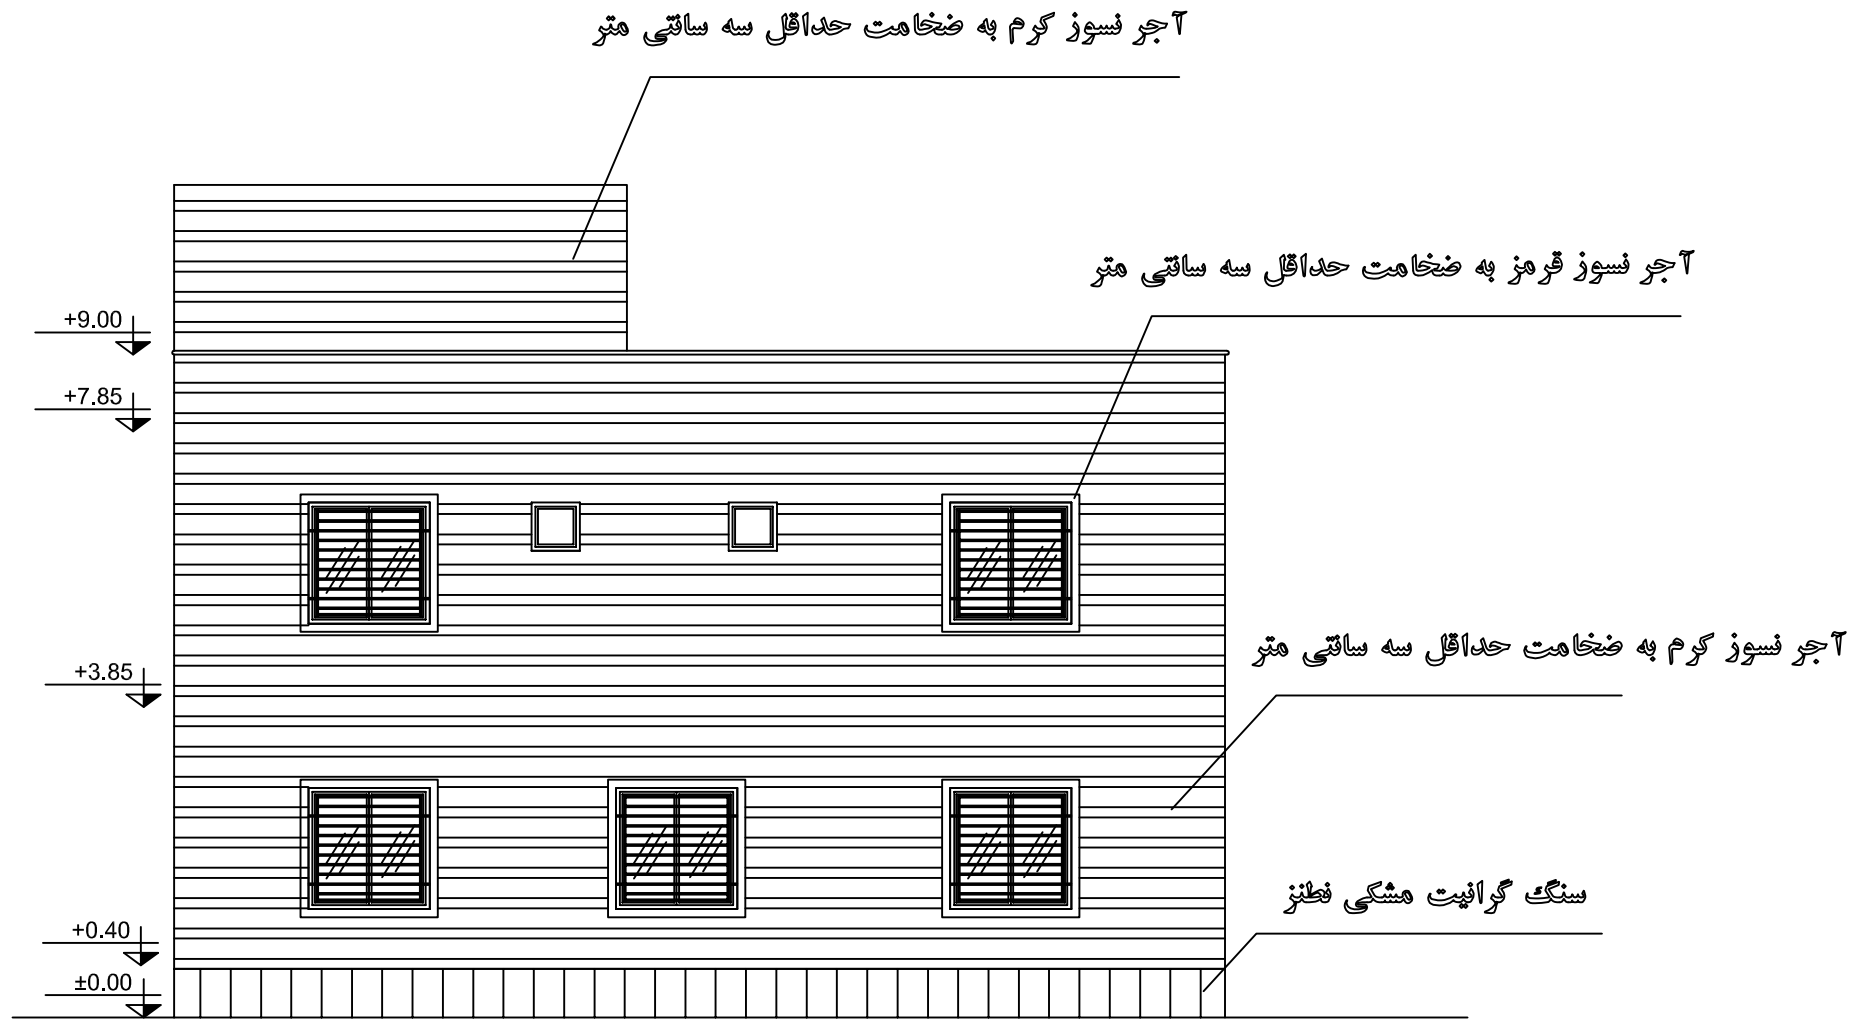 آجر نسوز کرم به ضخامت حداقل سه سانتی متر
آجر نسوز قرمز به ضخامت حداقل سه سانتی متر
+9.00
+7.85
آجر نسوز کرم به ضخامت حداقل سه سانتی متر
+3.85
سنگ گرانیت مشکی نطنز
+0.40
±0.00